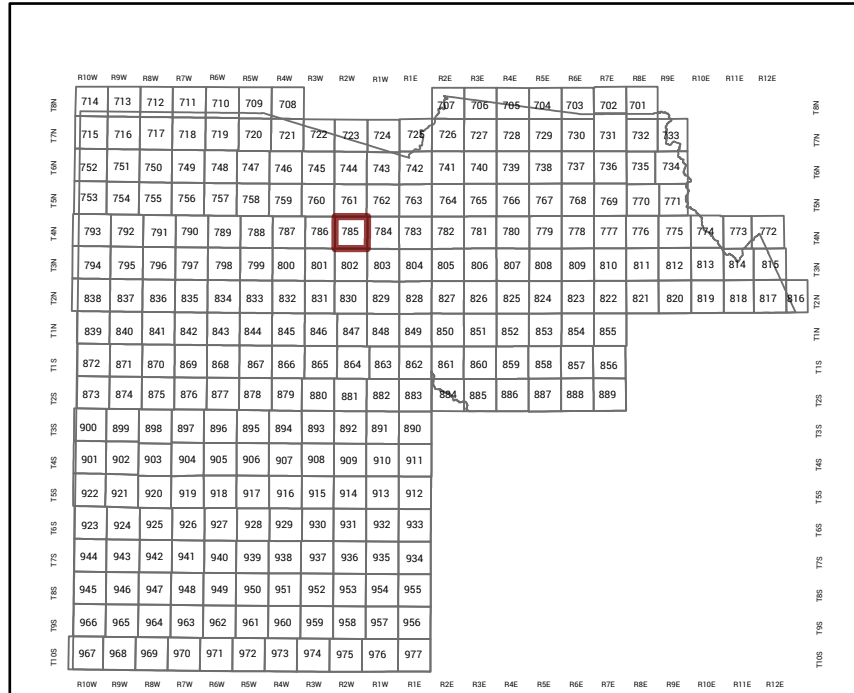 R10W R9W R8W R7W R6W R5W R4W R3W R2W R1W R1E R2E R3E R4E R5E R6E R7E R8E R9E R10E R11E R12E
T8N 714 713 712 711 710 709 708 707 706 705 704 703 702 701 T8N
T7N 715 716 717 718 719 720 721 722 723 724 725 726 727 728 729 730 731 732 733 T7N
T6N 752 751 750 749 748 747 746 745 744 743 742 741 740 739 738 737 736 735 734 T6N
T5N 753 754 755 756 757 758 759 760 761 762 763 764 765 766 767 768 769 770 771 T5N
T4N 793 792 791 790 789 788 787 786 785 784 783 782 781 780 779 778 777 776 775 774 773 772 T4N
T3N 794 795 796 797 798 799 800 801 802 803 804 805 806 807 808 809 810 811 812 813 814 815 T3N
T2N 838 837 836 835 834 833 832 831 830 829 828 827 826 825 824 823 822 821 820 819 818 817 816 T2N
T1N 839 840 841 842 843 844 845 846 847 848 849 850 851 852 853 854 855 T1N
T1S 872 871 870 869 868 867 866 865 864 863 862 861 860 859 858 857 856 T1S
T2S 873 874 875 876 877 878 879 880 881 882 883 884 885 886 887 888 889 T2S
T3S 900 899 898 897 896 895 894 893 892 891 890 T3S
T4S 901 902 903 904 905 906 907 908 909 910 911 T4S
T5S 922 921 920 919 918 917 916 915 914 913 912 T5S
T6S 923 924 925 926 927 928 929 930 931 932 933 T6S
T7S 944 943 942 941 940 939 938 937 936 935 934 T7S
T8S 945 946 947 948 949 950 951 952 953 954 955 T8S
T9S 966 965 964 963 962 961 960 959 958 957 956 T9S
T10S 967 968 969 970 971 972 973 974 975 976 977 T10S
R10W R9W R8W R7W R6W R5W R4W R3W R2W R1W R1E R2E R3E R4E R5E R6E R7E R8E R9E R10E R11E R12E